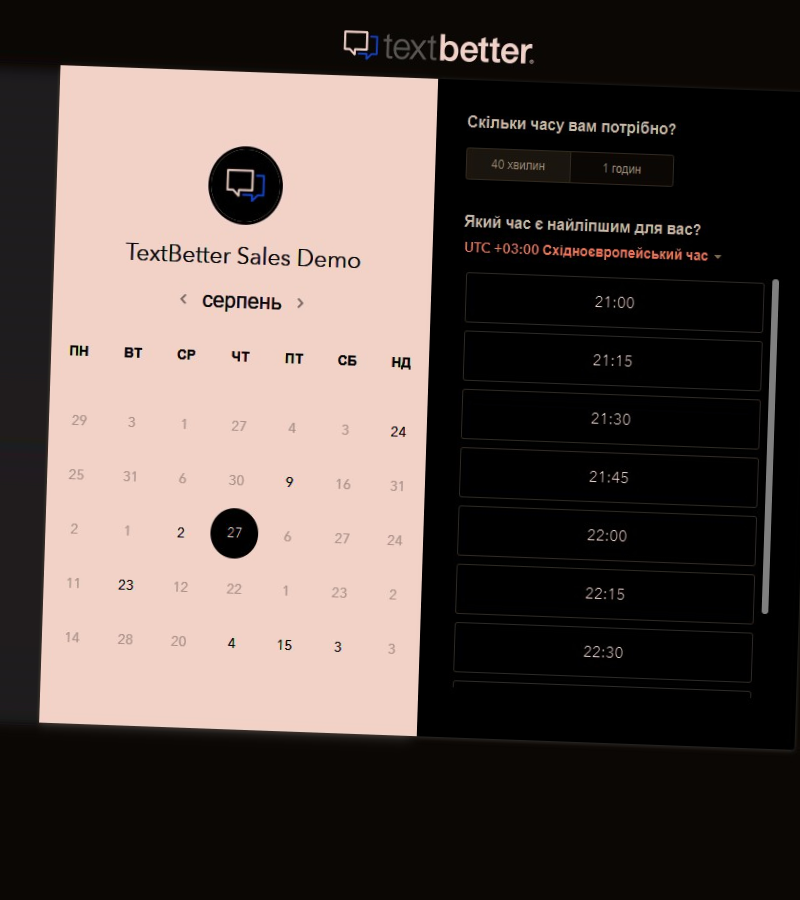 textbetter.
TextBetter Sales Demo
серпень
ПН ВТ СР ЧТ ПТ СБ НД
29 3 1 27 4 3 24
25 31 6 30 9 16 31
2 1 2 27 6 27 24
11 23 12 22 1 23 2
14 28 20 4 15 3 3
Скільки часу вам потрібно?
40 хвилин 1 годин
Який час є найліпшим для вас?
UTC +03:00 Східноєвропейський час
21:00
21:15
21:30
21:45
22:00
22:15
22:30